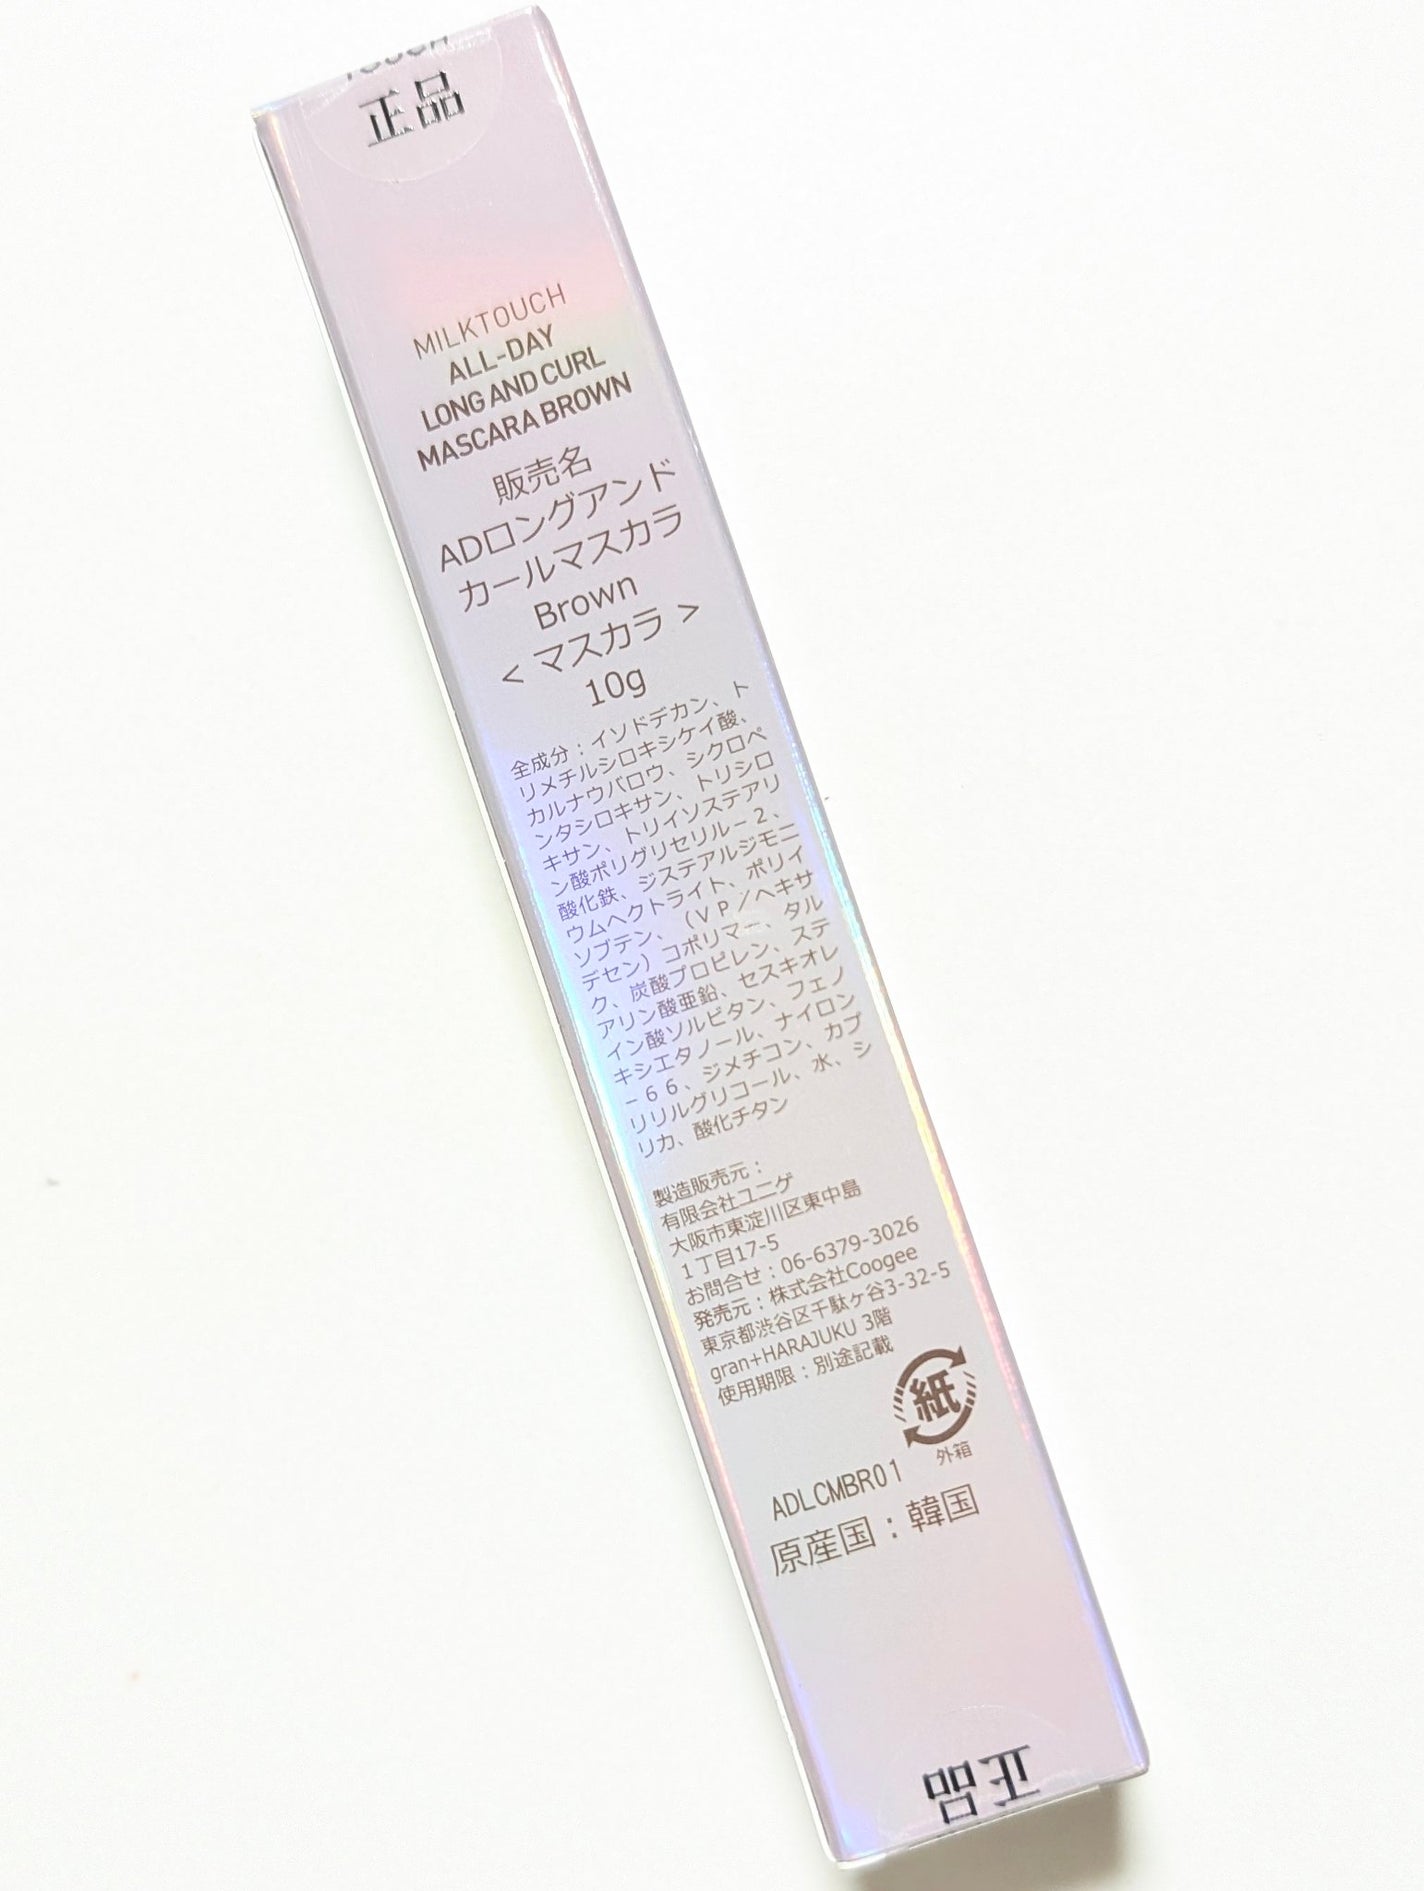 TOUCH
正品
MILKTOUCH
ALL-DAY
LONG AND CURL
MASCARA BROWN
販売名
ADロングアンド
カールマスカラ
Brown
< マスカラ >
10g
全成分：イソドデカン、ト
リメチルシロキシケイ酸、
カルナウバロウ、シクロペ
ンタシロキサン、トリシロ
キサン、トリイソステアリ
ン酸ポリグリセリル－２、
酸化鉄、ジステアルジモニ
ウムヘクトライト、ポリイ
ソブテン、（ＶＰ／ヘキサ
デセン）コポリマー、タル
ク、炭酸プロピレン、ステ
アリン酸亜鉛、セスキオレ
イン酸ソルビタン、フェノ
キシエタノール、ナイロン
－６６、ジメチコン、カプ
リリルグリコール、水、シ
リカ、酸化チタン
製造販売元：
有限会社ユニゲ
大阪市東淀川区東中島
１丁目17-5
お問合せ：06-6379-3026
発売元：株式会社Coogee
東京都渋谷区千駄ヶ谷3-32-5
gran+HARAJUKU 3階
使用期限：別途記載
紙
外箱
ADLCMBR01
原産国：韓国
正品